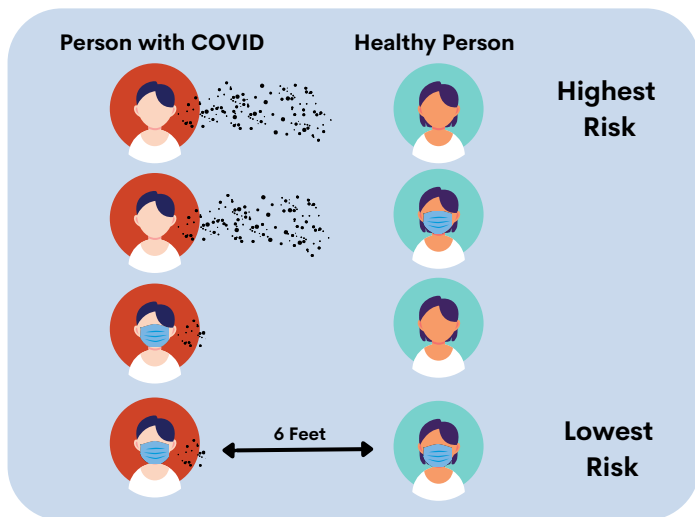 Person with COVID
Healthy Person
Highest
Risk
6 Feet
Lowest
Risk